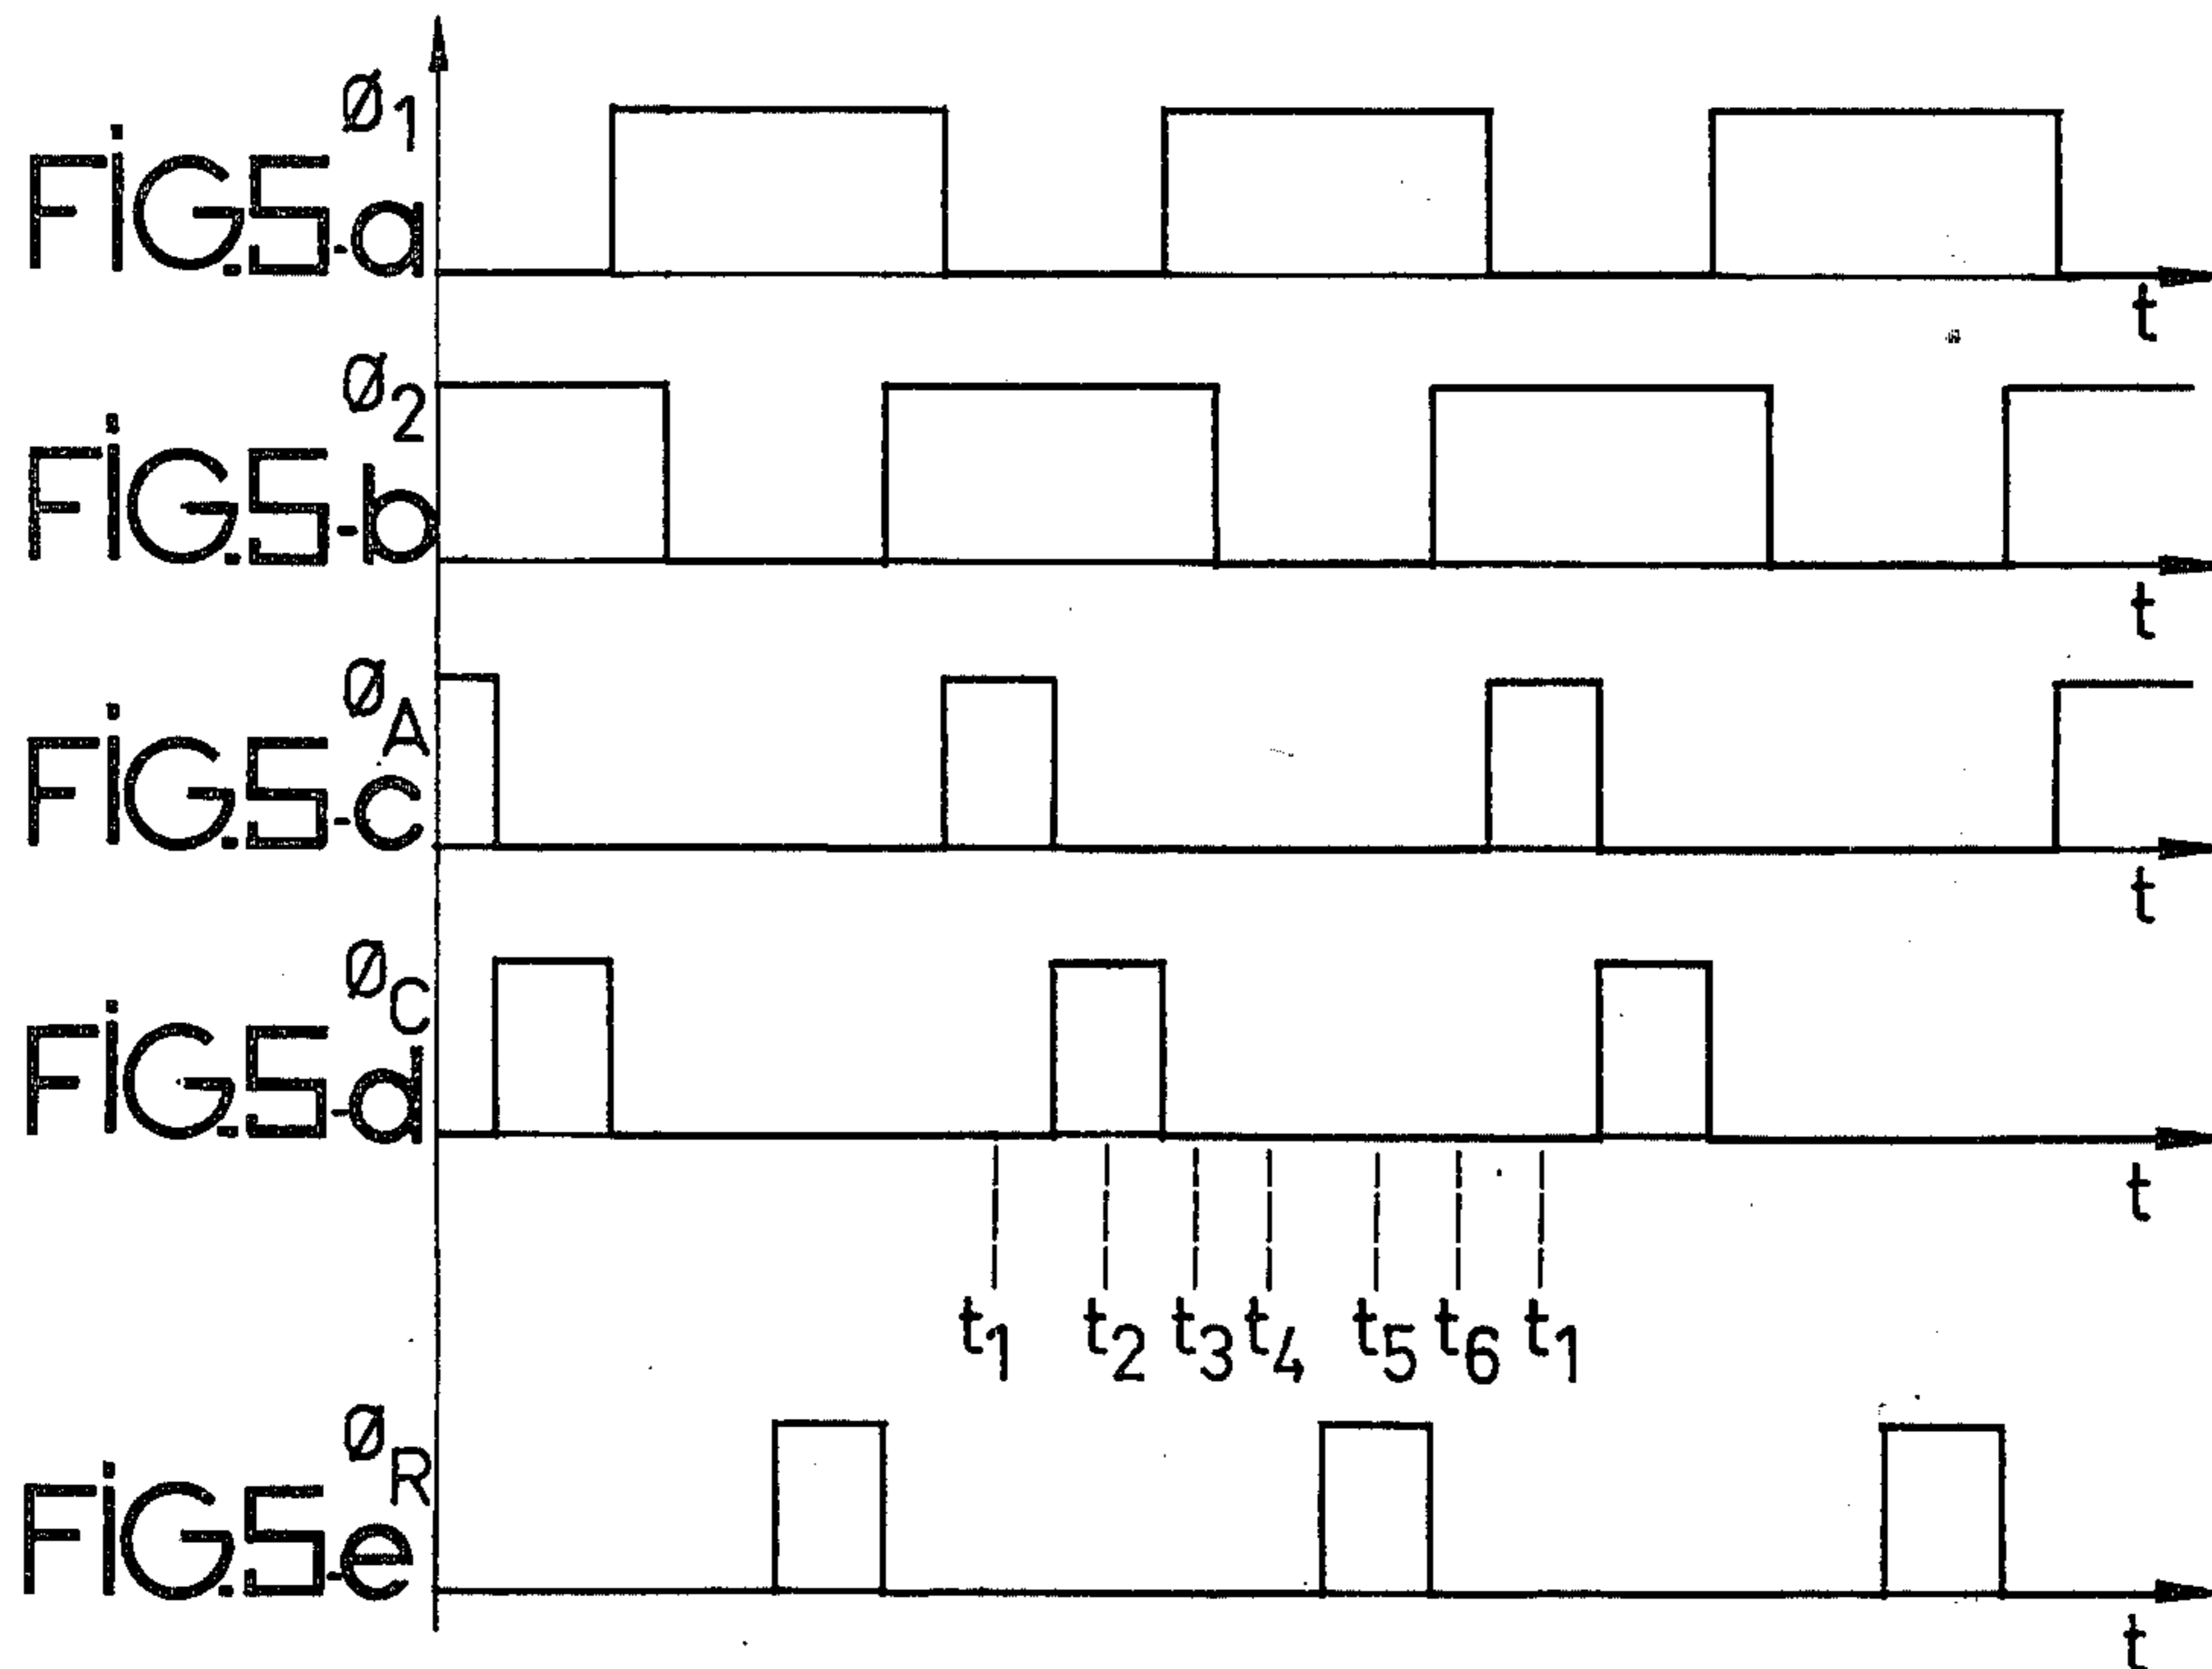 Ø1
FIG.5-a
t
Ø2
FIG.5-b
t
ØA
FIG.5-c
t
ØC
FIG.5-d
t
t1 t2 t3 t4 t5 t6 t1
ØR
FIG.5-e
t